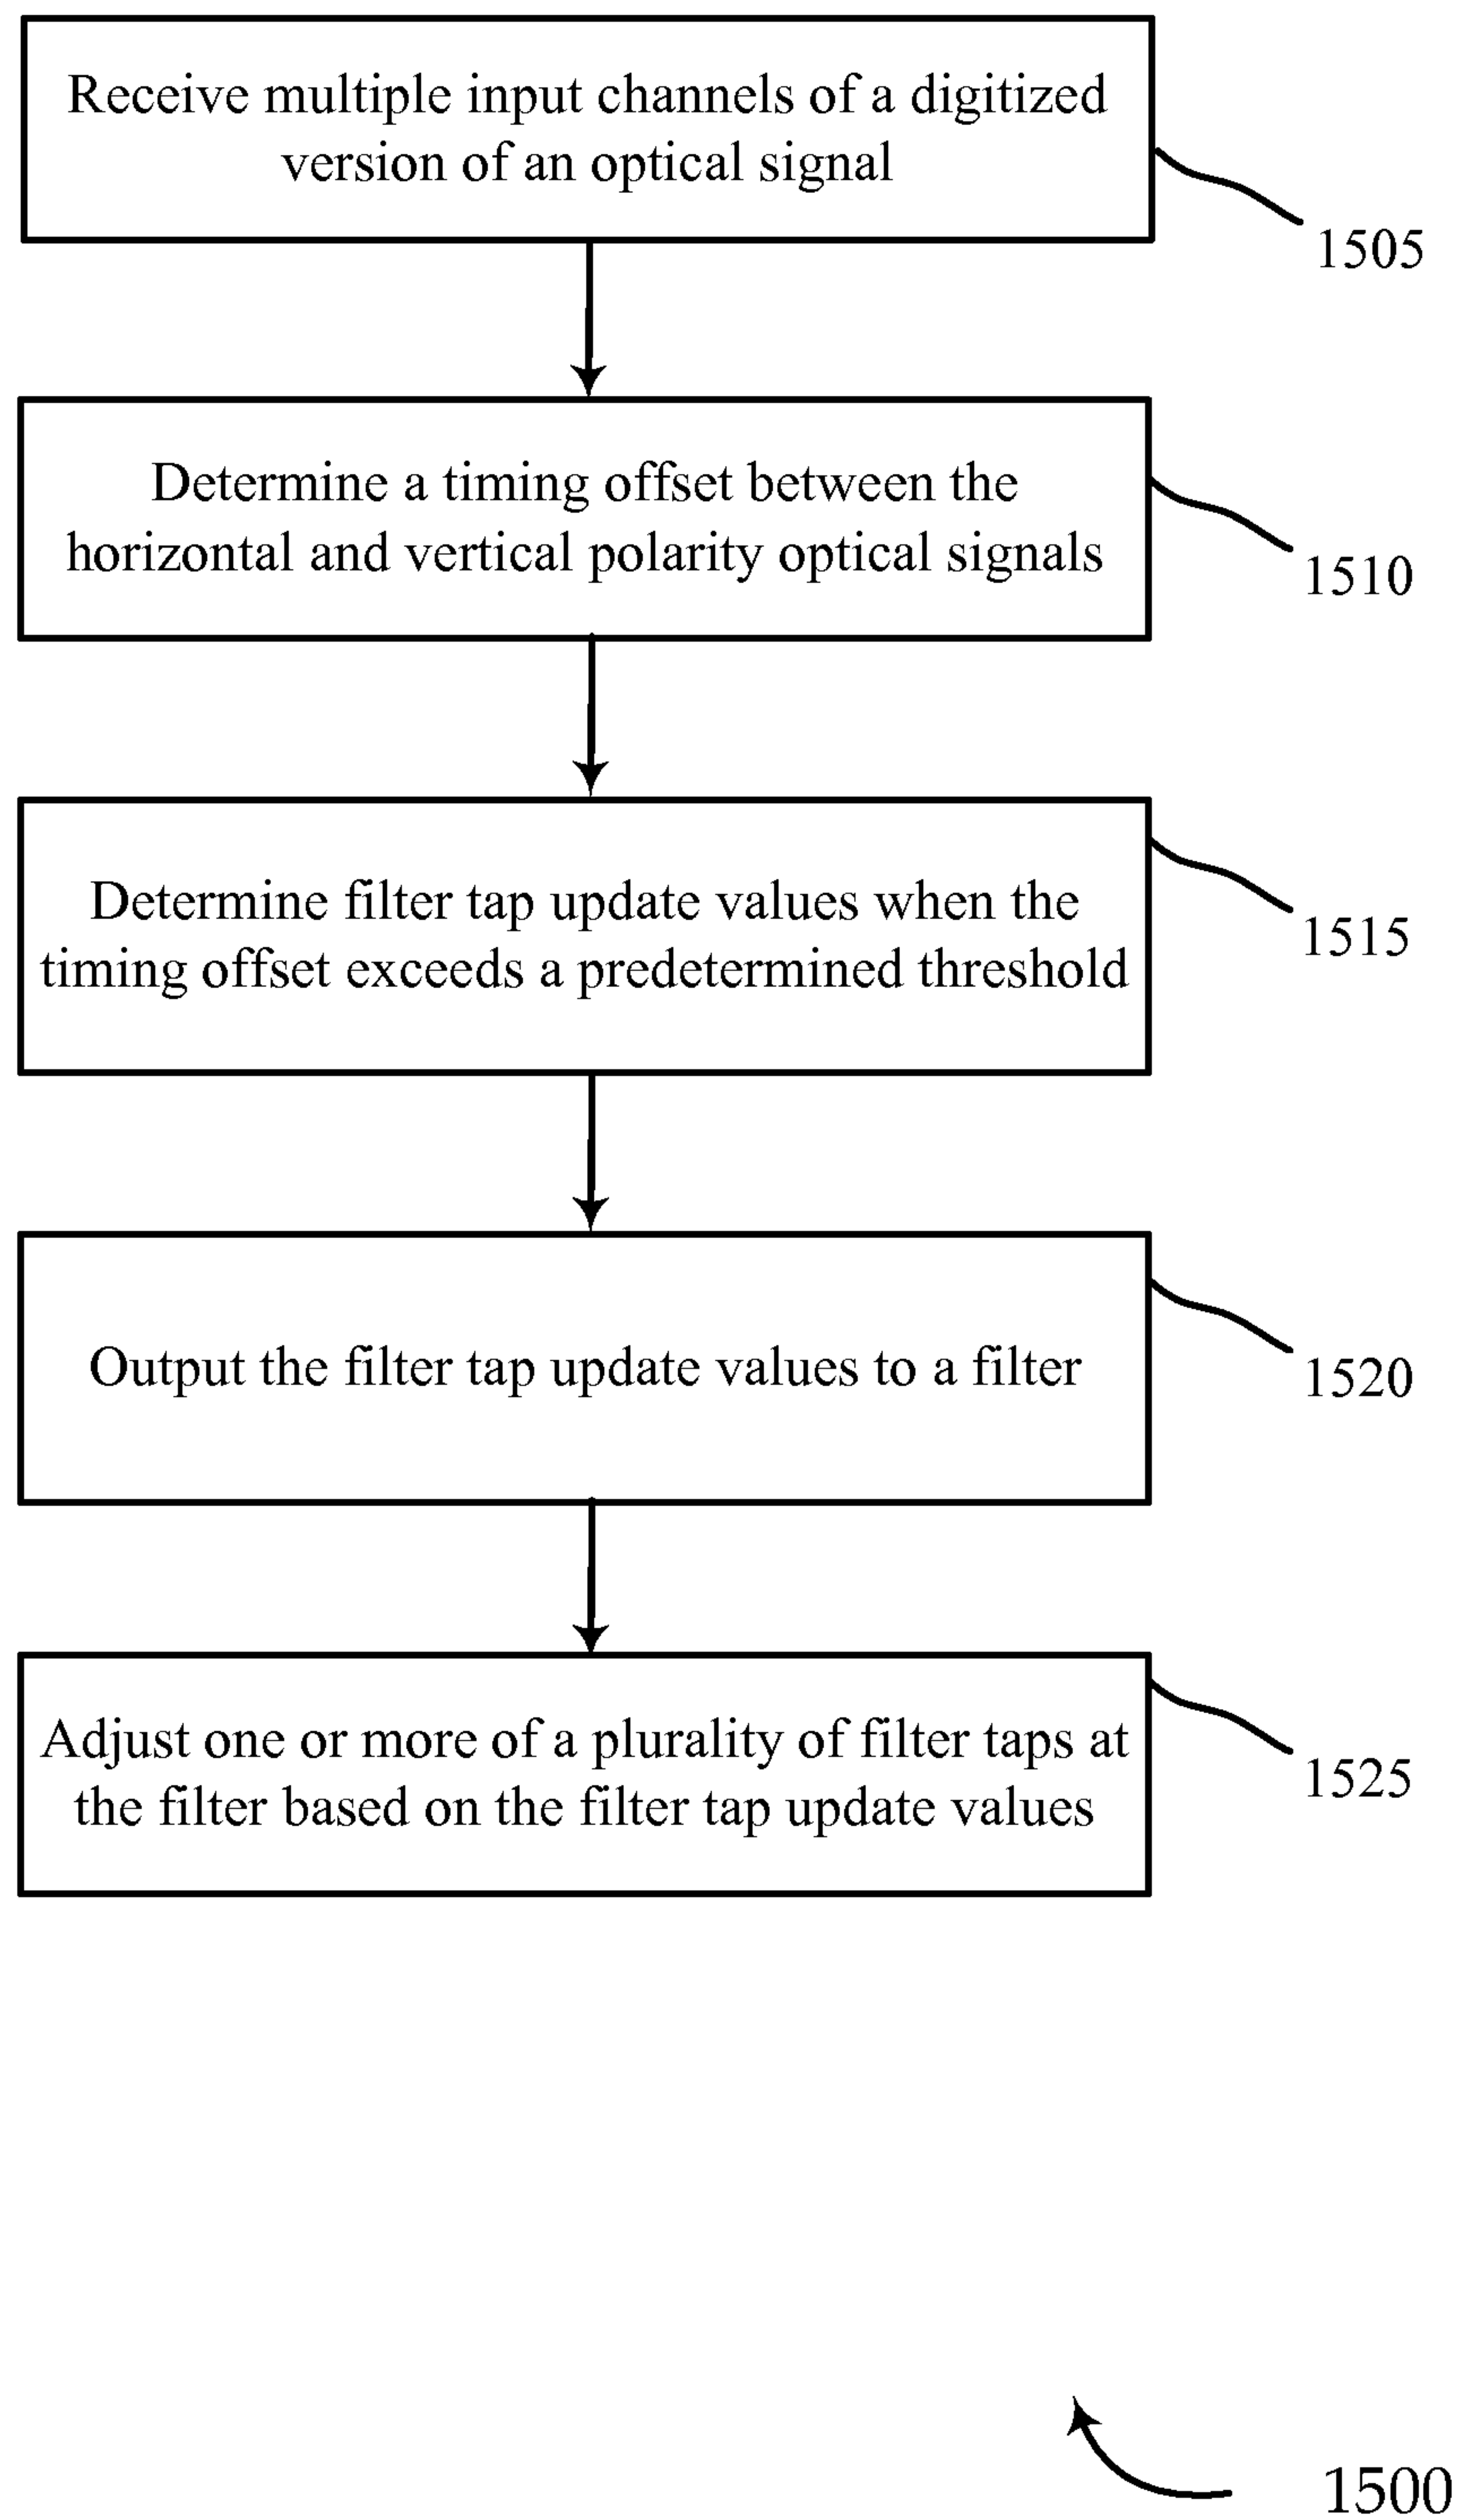 Receive multiple input channels of a digitized
version of an optical signal
1505
Determine a timing offset between the
horizontal and vertical polarity optical signals
1510
Determine filter tap update values when the
timing offset exceeds a predetermined threshold
1515
Output the filter tap update values to a filter
1520
Adjust one or more of a plurality of filter taps at
the filter based on the filter tap update values
1525
1500